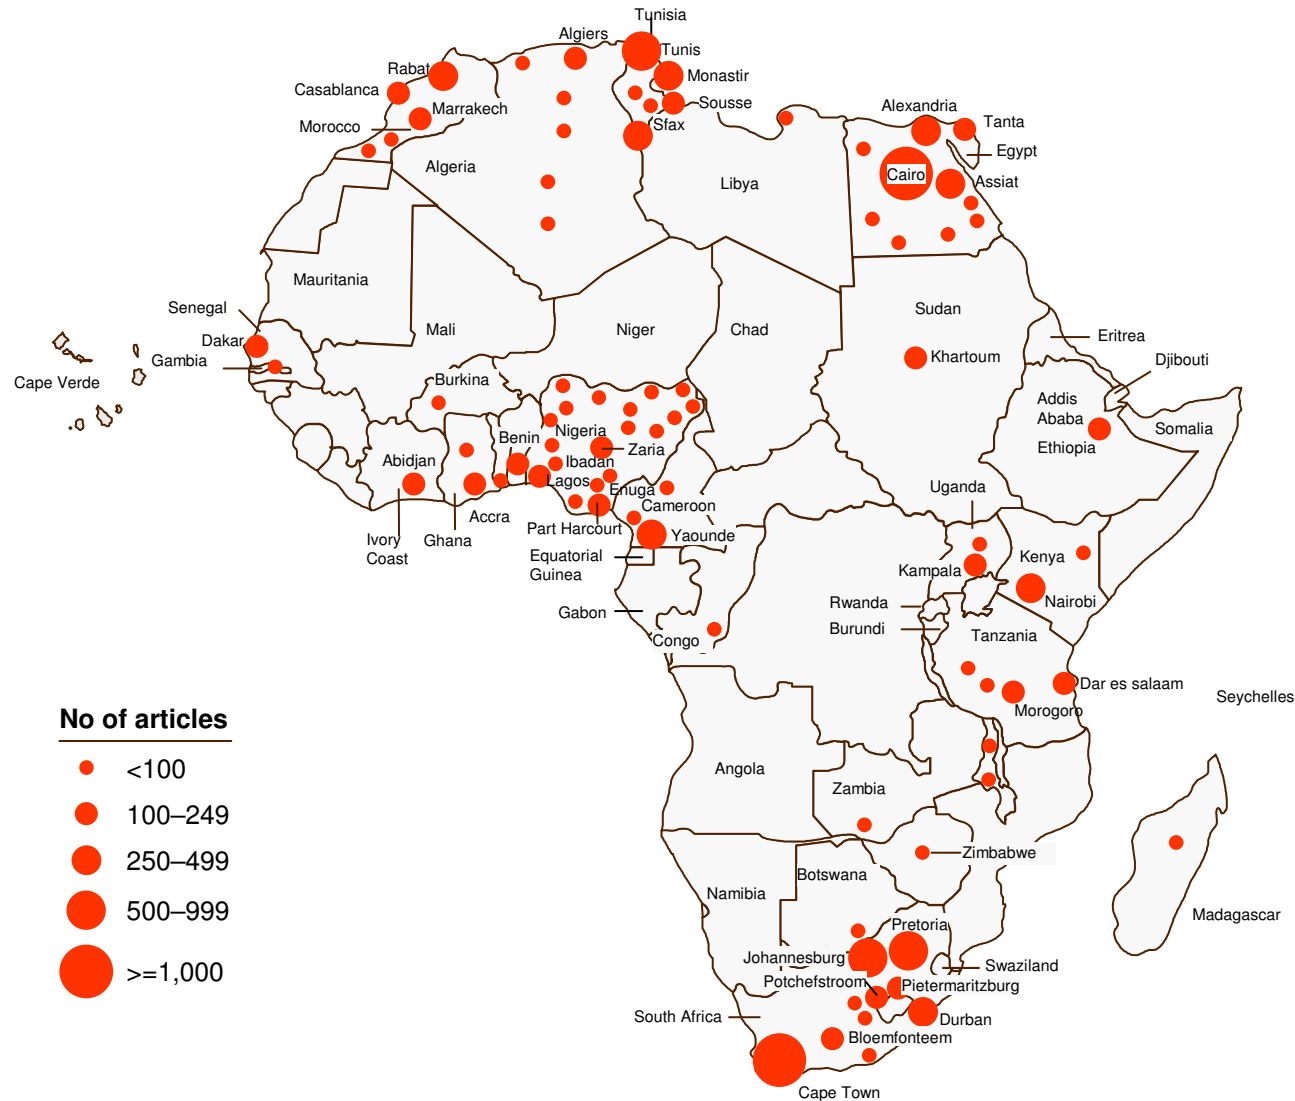 Tunisia
Algiers
Tunis
Rabat
Monastir
Casablanca
Sousse
Marrakech
Alexandria
Morocco
Sfax
Tanta
Egypt
Algeria
Cairo
Assiat
Libya
Mauritania
Senegal
Sudan
Mali
Niger
Chad
Eritrea
Dakar
Khartoum
Gambia
Djibouti
Cape Verde
Burkina
Addis
Ababa
Somalia
Nigeria
Benin
Ethiopia
Zaria
Abidjan
Ibadan
Lagos
Enuga
Uganda
Cameroon
Accra
Part Harcourt
Yaounde
Ivory
Coast
Ghana
Equatorial
Guinea
Kenya
Kampala
Rwanda
Nairobi
Gabon
Burundi
Tanzania
Congo
Dar es salaam
Seychelles
Morogoro
No of articles
<100
100–249
250–499
500–999
>=1,000
Angola
Zambia
Zimbabwe
Botswana
Namibia
Madagascar
Pretoria
Johannesburg
Swaziland
Potchefstroom
Pietermaritzburg
South Africa
Durban
Bloemfonteem
Cape Town